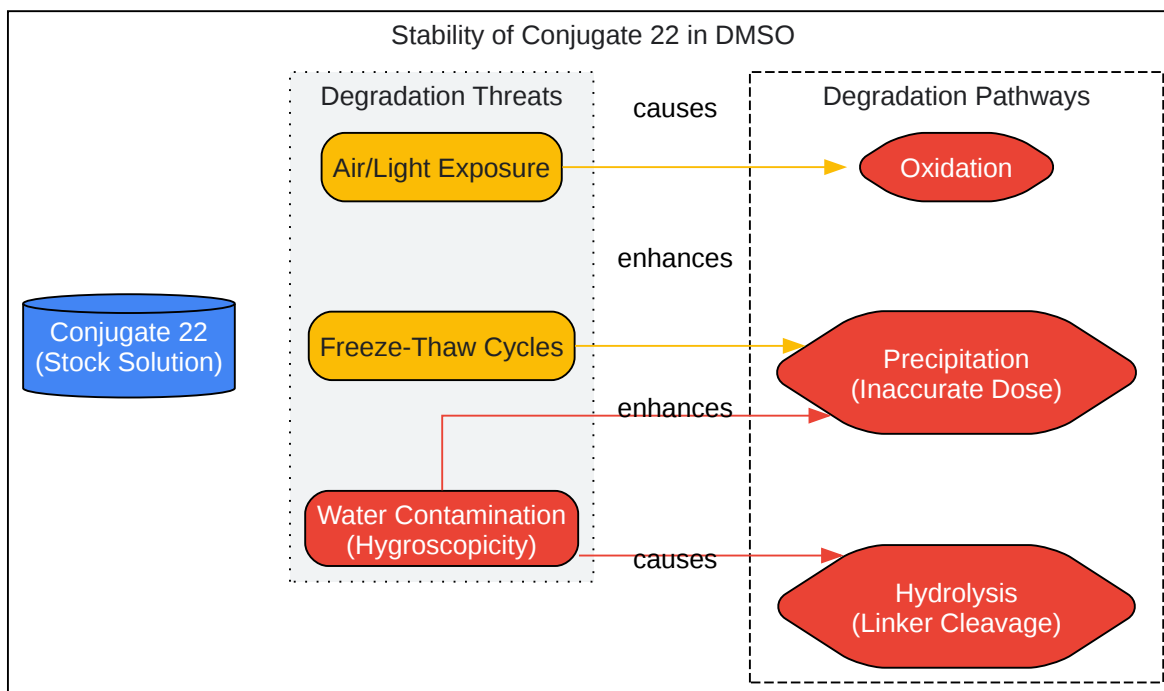 Stability of Conjugate 22 in DMSO
Degradation Threats
causes
Degradation Pathways
Air/Light Exposure
Oxidation
enhances
Conjugate 22
(Stock Solution)
Freeze-Thaw Cycles
Precipitation
(Inaccurate Dose)
enhances
Water Contamination
(Hygroscopicity)
causes
Hydrolysis
(Linker Cleavage)